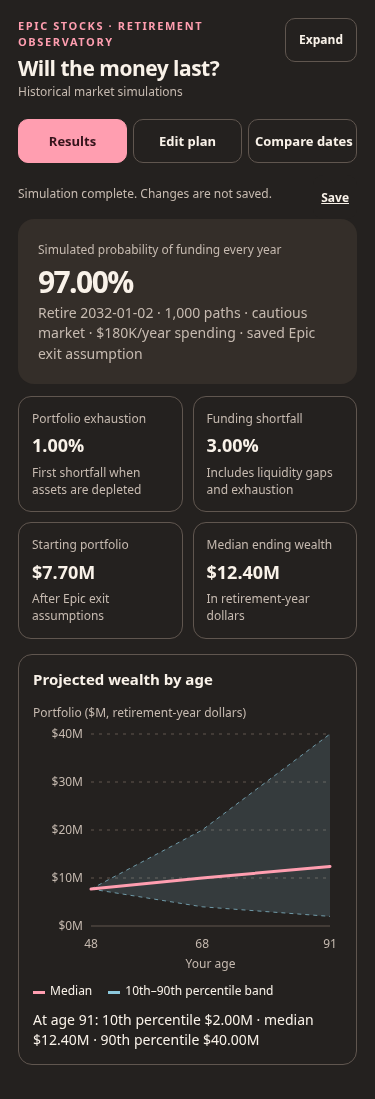 EPIC STOCKS · RETIREMENT
OBSERVATORY
Expand
Will the money last?
Historical market simulations
Results
Edit plan
Compare dates
Simulation complete. Changes are not saved.
Save
Simulated probability of funding every year
97.00%
Retire 2032-01-02 · 1,000 paths · cautious
market · $180K/year spending · saved Epic
exit assumption
Portfolio exhaustion
1.00%
First shortfall when
assets are depleted
Funding shortfall
3.00%
Includes liquidity gaps
and exhaustion
Starting portfolio
$7.70M
After Epic exit
assumptions
Median ending wealth
$12.40M
In retirement-year
dollars
Projected wealth by age
Portfolio ($M, retirement-year dollars)
$40M
$30M
$20M
$10M
$0M
48
68
91
Your age
Median
10th–90th percentile band
At age 91: 10th percentile $2.00M · median
$12.40M · 90th percentile $40.00M